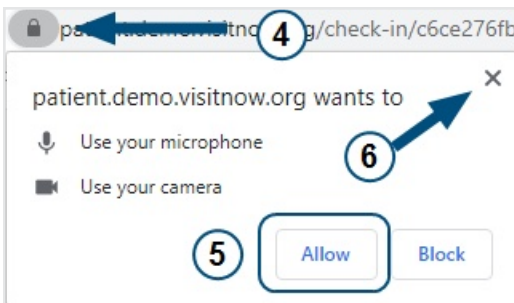 4 /check-in/c6ce276fb
patient.demo.visitnow.org wants to
Use your microphone
6
Use your camera
5 Allow Block